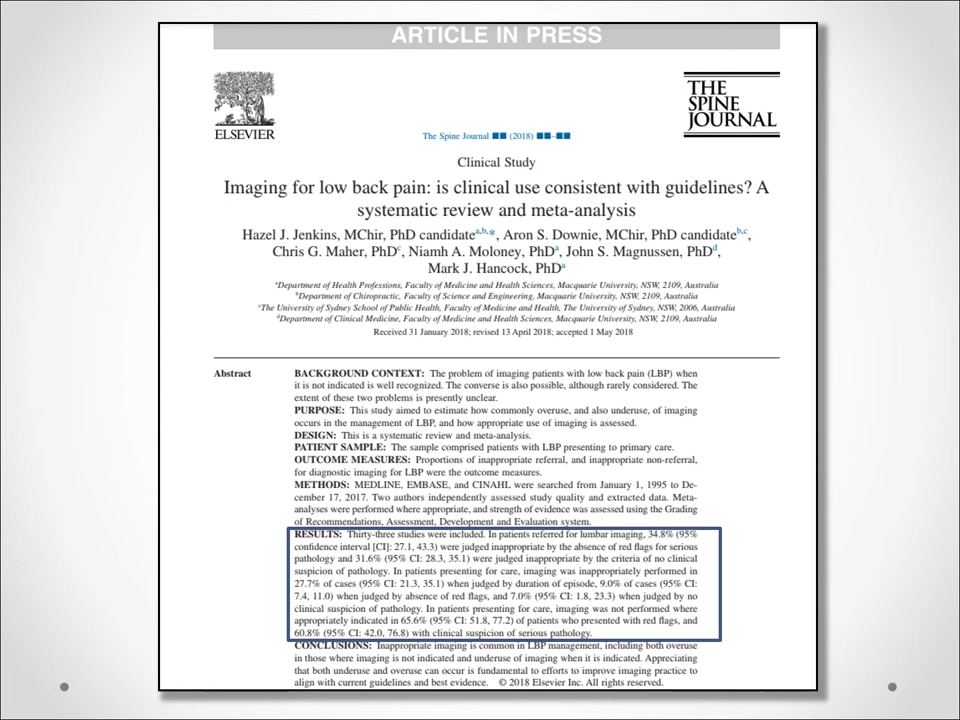 ARTICLE IN PRESS
ELSEVIER
THE
SPINE
JOURNAL
The Spine Journal ■■ (2018) ■■–■■
Clinical Study
Imaging for low back pain: is clinical use consistent with guidelines? A
systematic review and meta-analysis
Hazel J. Jenkins, MChir, PhD candidatea,b,*, Aron S. Downie, MChir, PhD candidateb,c,
Chris G. Maher, PhDc, Niamh A. Moloney, PhDa, John S. Magnussen, PhDd,
Mark J. Hancock, PhDa
aDepartment of Health Professions, Faculty of Medicine and Health Sciences, Macquarie University, NSW, 2109, Australia
bDepartment of Chiropractic, Faculty of Science and Engineering, Macquarie University, NSW, 2109, Australia
cThe University of Sydney School of Public Health, Faculty of Medicine and Health, The University of Sydney, NSW, 2006, Australia
dDepartment of Clinical Medicine, Faculty of Medicine and Health Sciences, Macquarie University, NSW, 2109, Australia
Received 31 January 2018; revised 13 April 2018; accepted 1 May 2018
Abstract
BACKGROUND CONTEXT: The problem of imaging patients with low back pain (LBP) when
it is not indicated is well recognized. The converse is also possible, although rarely considered. The
extent of these two problems is presently unclear.
PURPOSE: This study aimed to estimate how commonly overuse, and also underuse, of imaging
occurs in the management of LBP, and how appropriate use of imaging is assessed.
DESIGN: This is a systematic review and meta-analysis.
PATIENT SAMPLE: The sample comprised patients with LBP presenting to primary care.
OUTCOME MEASURES: Proportions of inappropriate referral, and inappropriate non-referral,
for diagnostic imaging for LBP were the outcome measures.
METHODS: MEDLINE, EMBASE, and CINAHL were searched from January 1, 1995 to De-
cember 17, 2017. Two authors independently assessed study quality and extracted data. Meta-
analyses were performed where appropriate, and strength of evidence was assessed using the Grading
of Recommendations, Assessment, Development and Evaluation system.
RESULTS: Thirty-three studies were included. In patients referred for lumbar imaging, 34.8% (95%
confidence interval [CI]: 27.1, 43.3) were judged inappropriate by the absence of red flags for serious
pathology and 31.6% (95% CI: 28.3, 35.1) were judged inappropriate by the criteria of no clinical
suspicion of pathology. In patients presenting for care, imaging was inappropriately performed in
27.7% of cases (95% CI: 21.3, 35.1) when judged by duration of episode, 9.0% of cases (95% CI:
7.4, 11.0) when judged by absence of red flags, and 7.0% (95% CI: 1.8, 23.3) when judged by no
clinical suspicion of pathology. In patients presenting for care, imaging was not performed where
appropriately indicated in 65.6% (95% CI: 51.8, 77.2) of patients who presented with red flags, and
60.8% (95% CI: 42.0, 76.8) with clinical suspicion of serious pathology.
CONCLUSIONS: Inappropriate imaging is common in LBP management, including both overuse
in those where imaging is not indicated and underuse of imaging when it is indicated. Appreciating
that both underuse and overuse can occur is fundamental to efforts to improve imaging practice to
align with current guidelines and best evidence. © 2018 Elsevier Inc. All rights reserved.